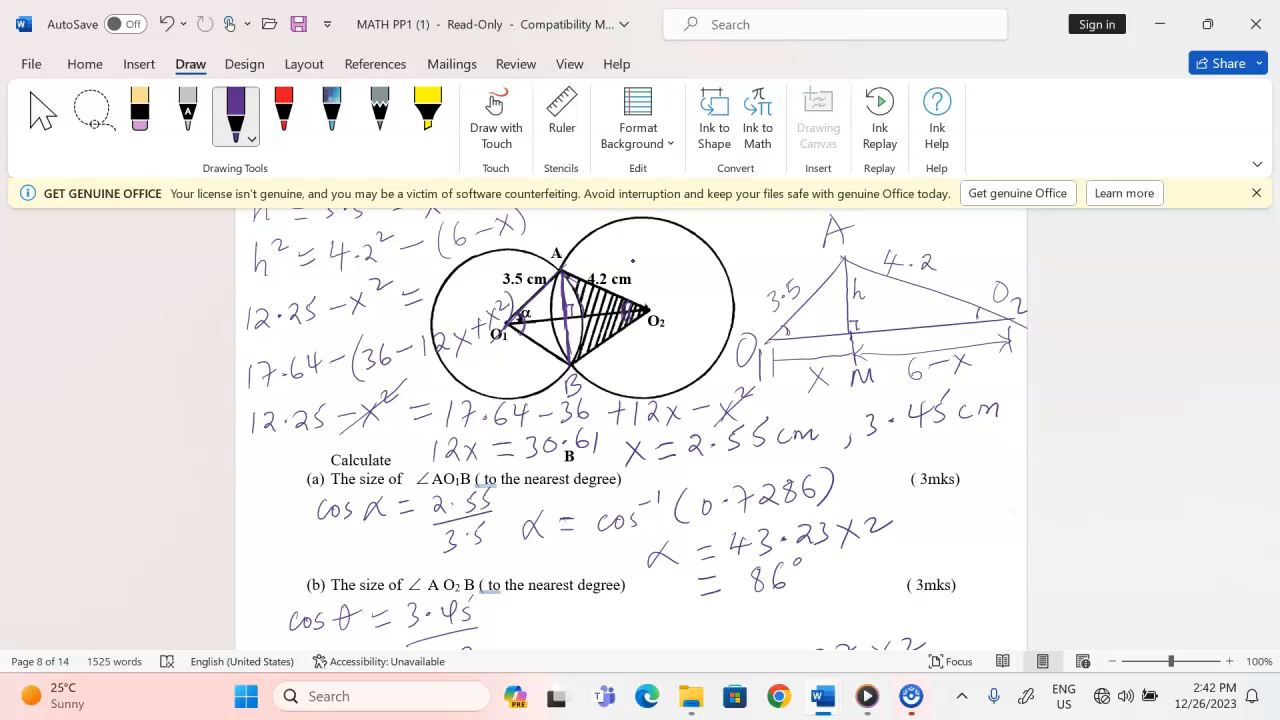 AutoSave Off MATH PP1 (1) - Read-Only - Compatibility M... Search Sign in
File Home Insert Draw Design Layout References Mailings Review View Help Share
Draw with Touch
Ruler
Format Background
Ink to Shape
Ink to Math
Drawing Canvas
Ink Replay
Ink Help
Drawing Tools Touch Stencils Edit Convert Insert Replay Help
GET GENUINE OFFICE Your license isn't genuine, and you may be a victim of software counterfeiting. Avoid interruption and keep your files safe with genuine Office today. Get genuine Office Learn more
h² = 4.2² - (6-x)
12.25 - x² =
17.64 - (36 - 12x + x²)
12.25 - x² = 17.64 - 36 + 12x - x²
12x = 30.61 x = 2.55cm, 3.45cm
A
3.5 cm 4.2 cm
α
O1 O2
B
B
A
3.5 h 4.2
O1 O2
x M 6-x
Calculate
(a) The size of ∠AO1B ( to the nearest degree) ( 3mks)
cos α = 2.55/3.5 α = cos⁻¹ (0.7286)
α = 43.23 x 2
= 86°
(b) The size of ∠ A O2 B ( to the nearest degree) ( 3mks)
cos θ = 3.45
x 2
Page 8 of 14 1525 words English (United States) Accessibility: Unavailable Focus 100%
25°C
Sunny
Search
PRE
ENG
US
2:42 PM
12/26/2023